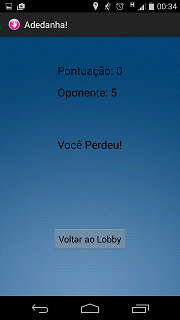 00:34
Adedanha!
Pontuação: 0
Oponente: 5
Você Perdeu!
Voltar ao Lobby